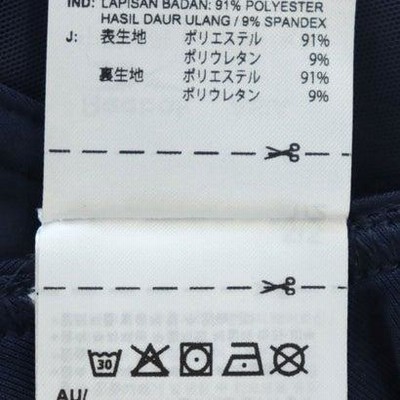 IND: LAPISAN BADAN: 91% POLYESTER
HASIL DAUR ULANG / 9% SPANDEX
J: 表生地 ポリエステル 91%
ポリウレタン 9%
裏生地 ポリエステル 91%
ポリウレタン 9%
30
AU/